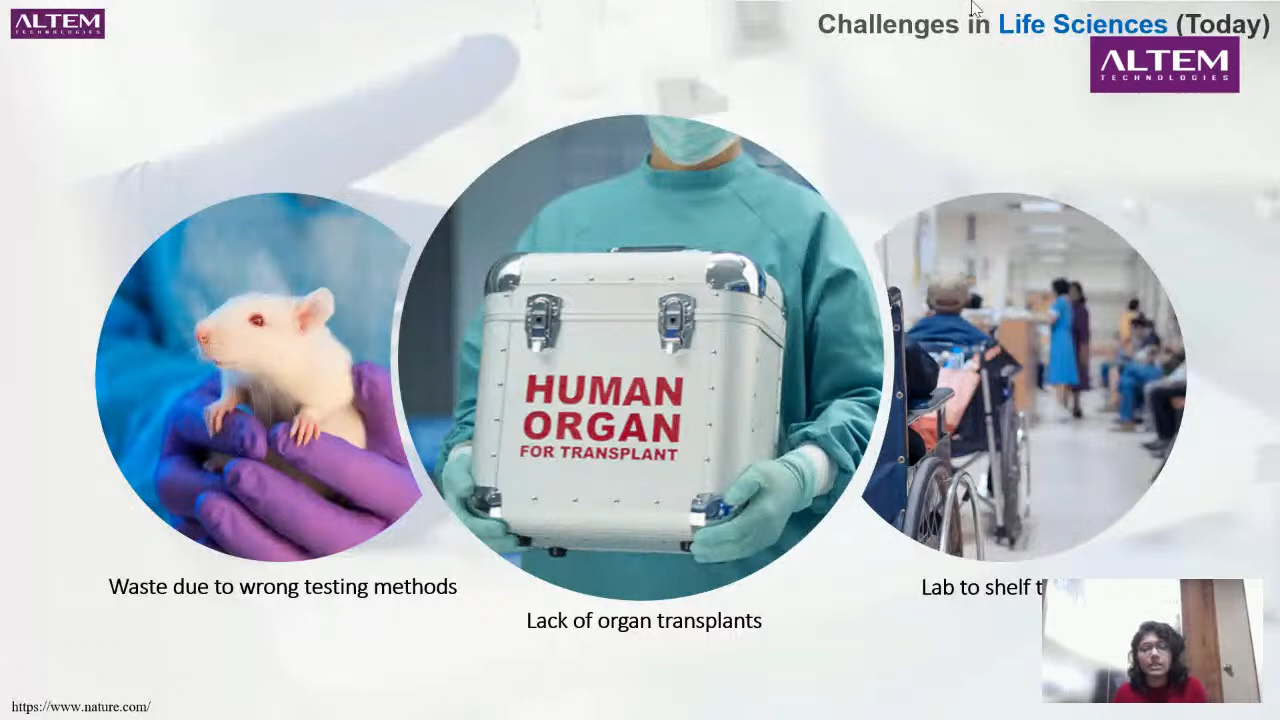 ALTEM
TECHNOLOGIES
Challenges in Life Sciences (Today)
ALTEM
TECHNOLOGIES
HUMAN
ORGAN
FOR TRANSPLANT
Waste due to wrong testing methods
Lab to shelf
Lack of organ transplants
https://www.nature.com/